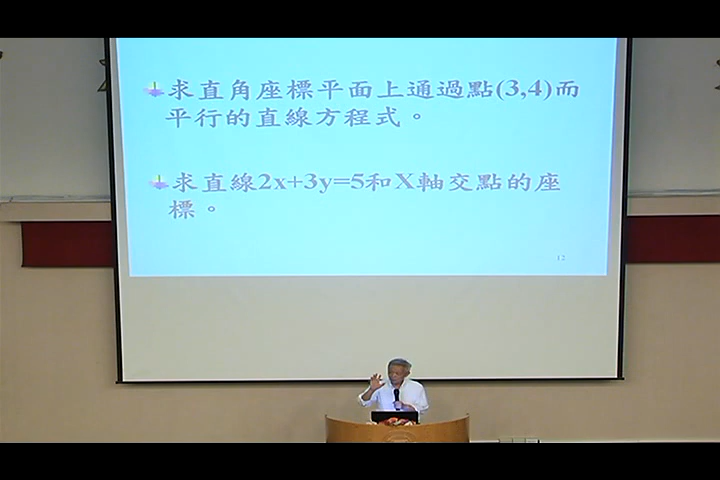 求直角座標平面上通過點(3,4)而
平行的直線方程式。
求直線2x+3y=5和X軸交點的座
標。
12